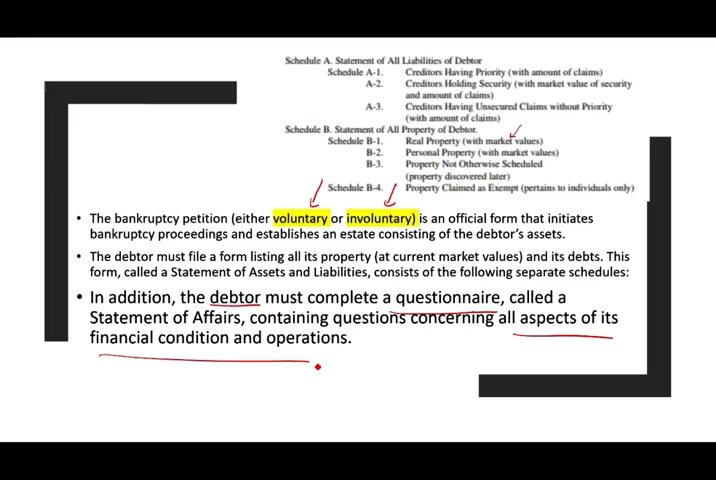 Schedule A. Statement of All Liabilities of Debtor
Schedule A-1. Creditors Having Priority (with amount of claims)
A-2. Creditors Holding Security (with market value of security
and amount of claims)
A-3. Creditors Having Unsecured Claims without Priority
(with amount of claims)
Schedule B. Statement of All Property of Debtor.
Schedule B-1. Real Property (with market values)
B-2. Personal Property (with market values)
B-3. Property Not Otherwise Scheduled
(property discovered later)
Schedule B-4. Property Claimed as Exempt (pertains to individuals only)
• The bankruptcy petition (either voluntary or involuntary) is an official form that initiates
bankruptcy proceedings and establishes an estate consisting of the debtor's assets.
• The debtor must file a form listing all its property (at current market values) and its debts. This
form, called a Statement of Assets and Liabilities, consists of the following separate schedules:
• In addition, the debtor must complete a questionnaire, called a
Statement of Affairs, containing questions concerning all aspects of its
financial condition and operations.